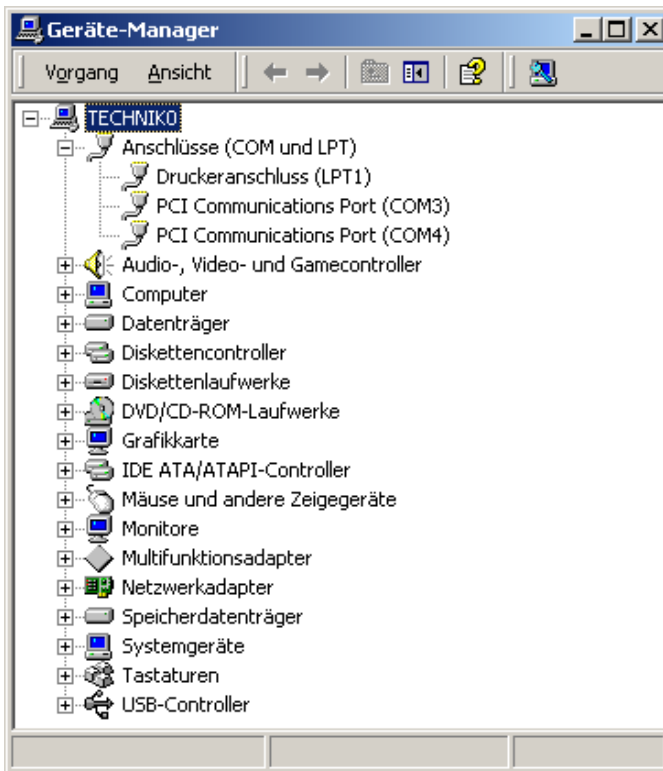 Geräte-Manager
Vorgang Ansicht
TECHNIKO
Anschlüsse (COM und LPT)
Druckeranschluss (LPT1)
PCI Communications Port (COM3)
PCI Communications Port (COM4)
Audio-, Video- und Gamecontroller
Computer
Datenträger
Diskettencontroller
Diskettenlaufwerke
DVD/CD-ROM-Laufwerke
Grafikkarte
IDE ATA/ATAPI-Controller
Mäuse und andere Zeigegeräte
Monitore
Multifunktionsadapter
Netzwerkadapter
Speicherdatenträger
Systemgeräte
Tastaturen
USB-Controller